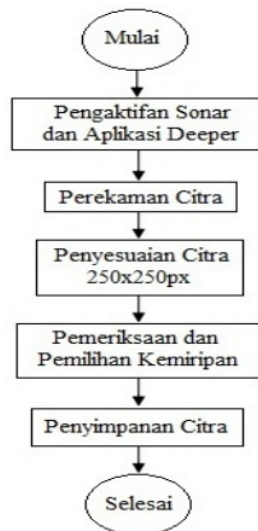 Mulai
Pengaktifan Sonar
dan Aplikasi Deeper
Perekaman Citra
Penyesuaian Citra
250x250px
Pemeriksaan dan
Pemilihan Kemiripan
Penyimpanan Citra
Selesai